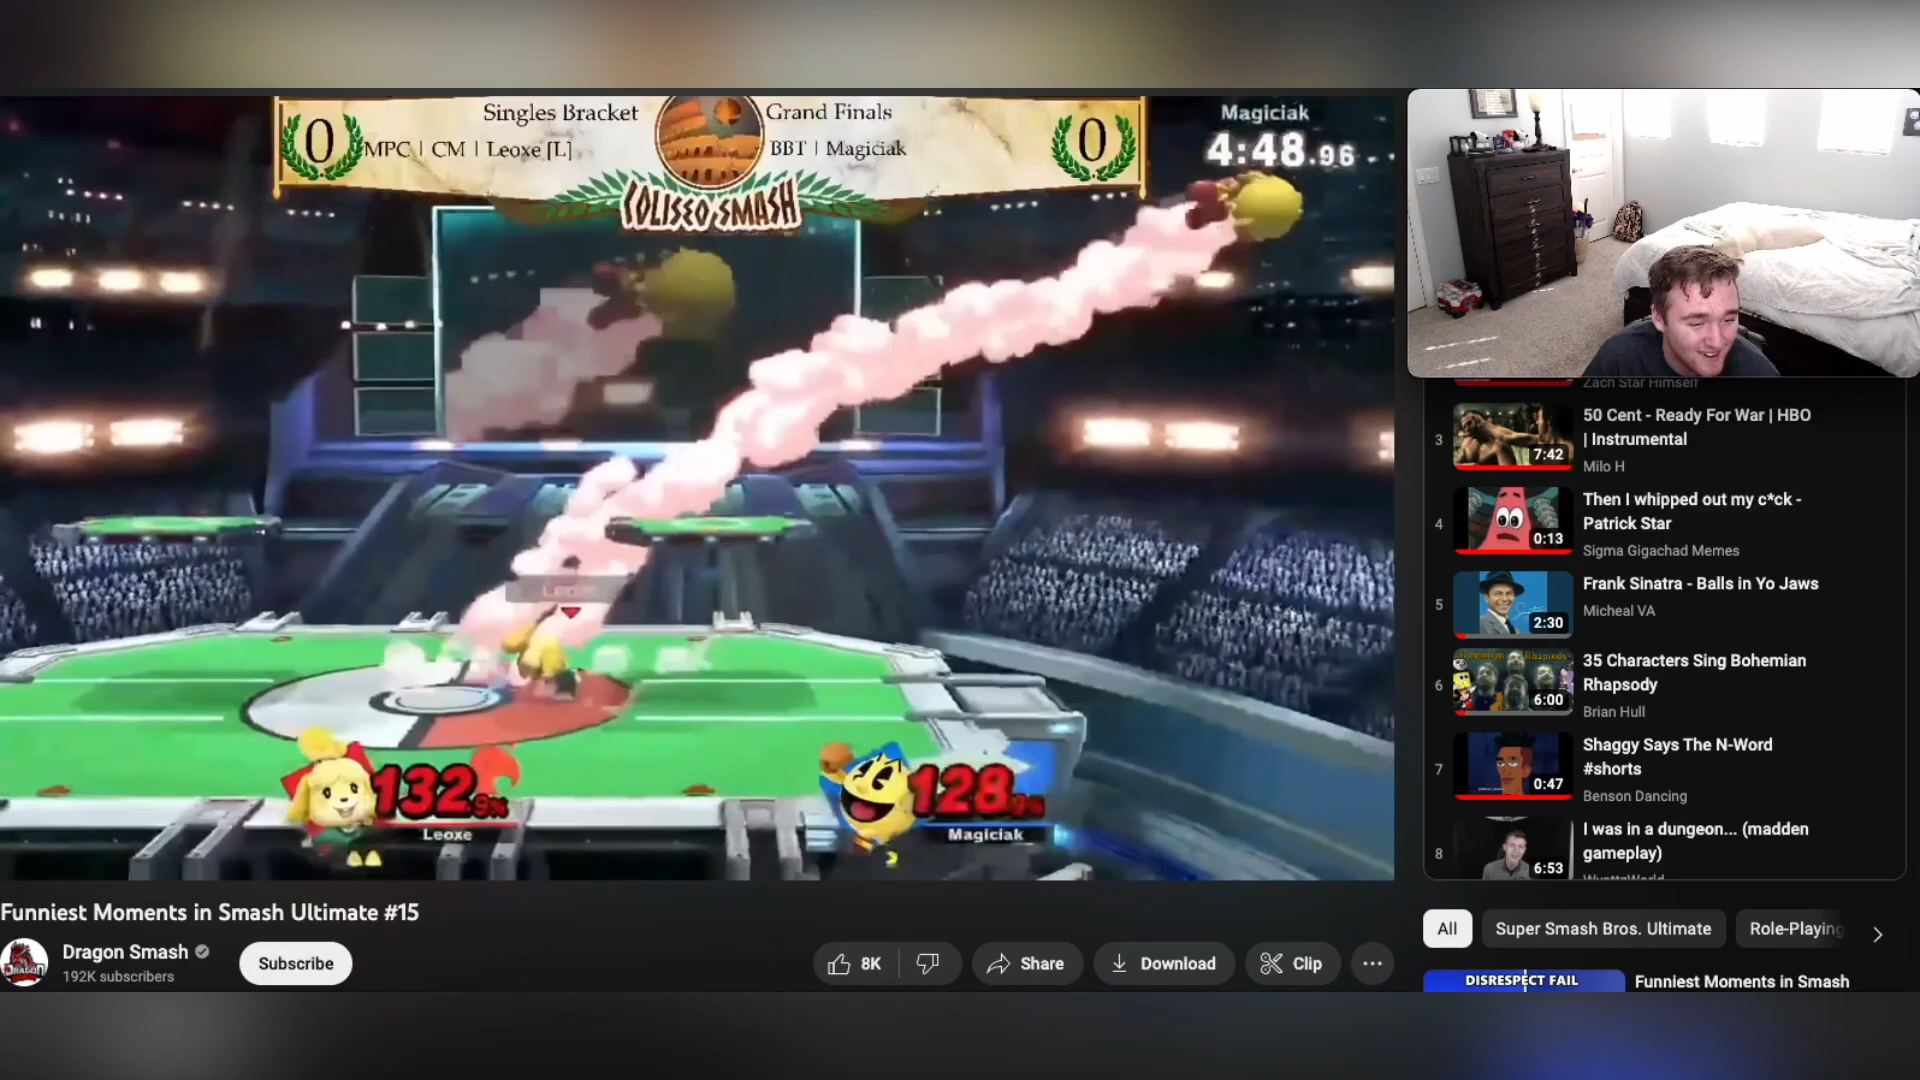 Singles Bracket
Grand Finals
0
MPC | CM | Leoxe [L]
BBT | Magiciak
0
COLISEO SMASH
Magiciak
4:48.96
132.9%
Leoxe
128.9%
Magiciak
Funniest Moments in Smash Ultimate #15
Dragon Smash
192K subscribers
Subscribe
8K
Share
Download
Clip
Zach Star Himself
3
50 Cent - Ready For War | HBO
| Instrumental
7:42
Milo H
4
Then I whipped out my c*ck -
Patrick Star
0:13
Sigma Gigachad Memes
5
Frank Sinatra - Balls in Yo Jaws
2:30
Micheal VA
6
35 Characters Sing Bohemian
Rhapsody
Bohemian Rhapsody
6:00
Brian Hull
7
Shaggy Says The N-Word
#shorts
0:47
Benson Dancing
8
I was in a dungeon... (madden
gameplay)
6:53
All
Super Smash Bros. Ultimate
Role-Playing
DISRESPECT FAIL
Funniest Moments in Smash